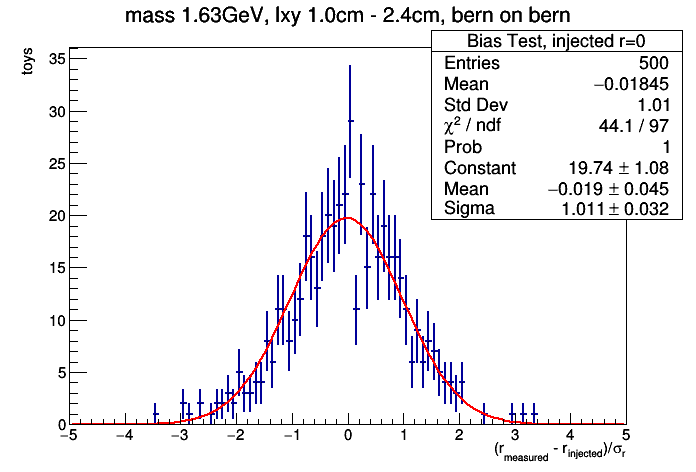 mass 1.63GeV, lxy 1.0cm - 2.4cm, bern on bern
Bias Test, injected r=0
Entries 500
Mean −0.01845
Std Dev 1.01
χ² / ndf 44.1 / 97
Prob 1
Constant 19.74 ± 1.08
Mean −0.019 ± 0.045
Sigma 1.011 ± 0.032
toys
35
30
25
20
15
10
5
0
−5 −4 −3 −2 −1 0 1 2 3 4 5
(r_measured - r_injected)/σ_r